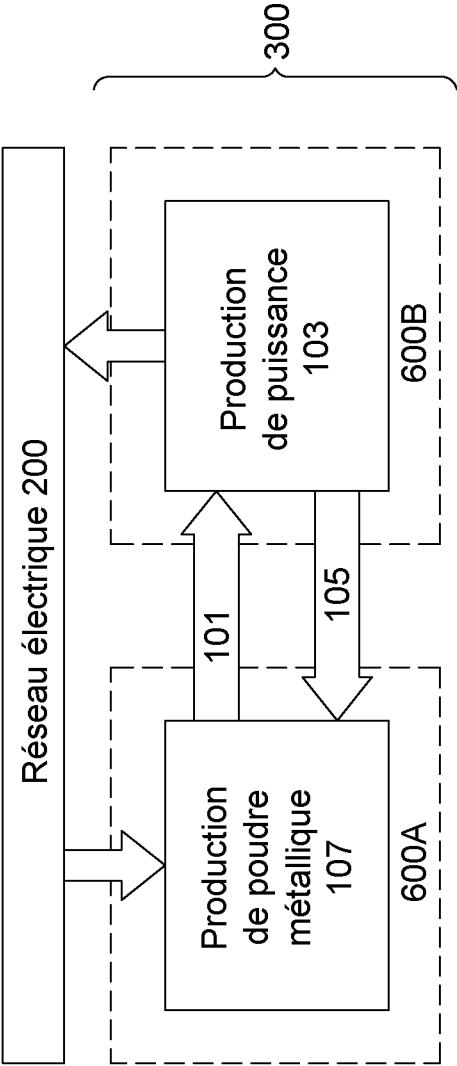 Réseau électrique 200
Production
de poudre
métallique
107
600A
101
105
Production
de puissance
103
600B
300